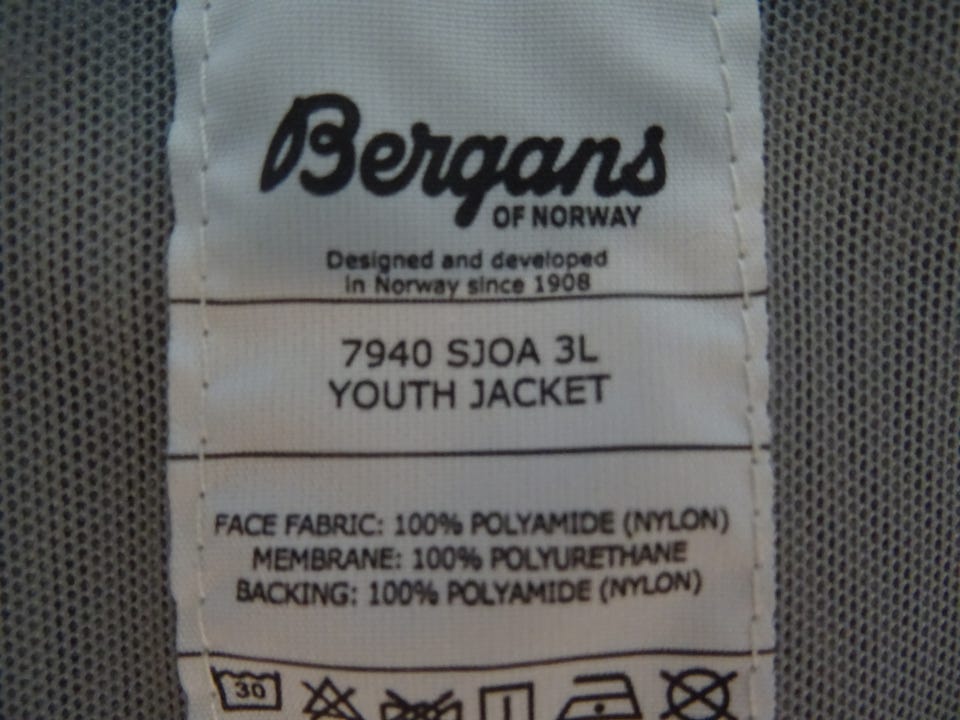 Bergans
OF NORWAY
Designed and developed
in Norway since 1908
7940 SJOA 3L
YOUTH JACKET
FACE FABRIC: 100% POLYAMIDE (NYLON)
MEMBRANE: 100% POLYURETHANE
BACKING: 100% POLYAMIDE (NYLON)
30